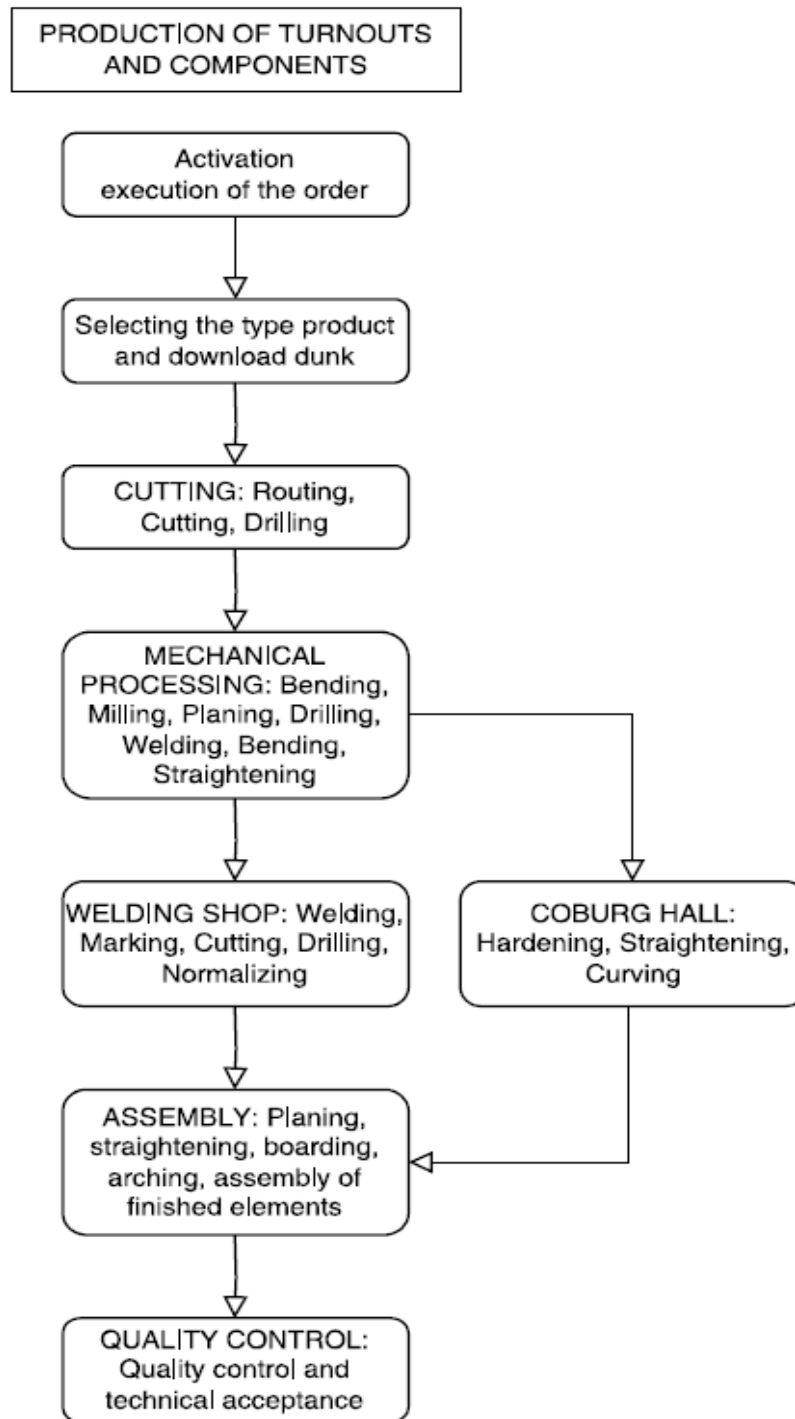 PRODUCTION OF TURNOUTS
AND COMPONENTS
Activation
execution of the order
Selecting the type product
and download dunk
CUTTING: Routing,
Cutting, Drilling
MECHANICAL
PROCESSING: Bending,
Milling, Planing, Drilling,
Welding, Bending,
Straightening
WELDING SHOP: Welding,
Marking, Cutting, Drilling,
Normalizing
COBURG HALL:
Hardening, Straightening,
Curving
ASSEMBLY: Planing,
straightening, boarding,
arching, assembly of
finished elements
QUALITY CONTROL:
Quality control and
technical acceptance